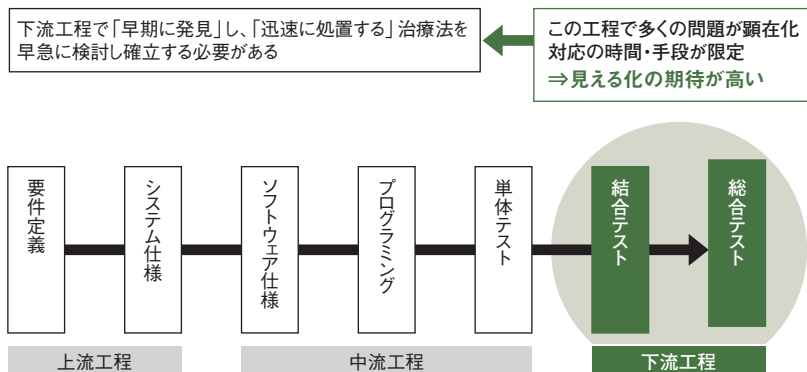 下流工程で「早期に発見」し、「迅速に処置する」治療法を
早急に検討し確立する必要がある
この工程で多くの問題が顕在化
対応の時間・手段が限定
⇒見える化の期待が高い
要件定義
システム仕様
ソフトウェア仕様
プログラミング
単体テスト
結合テスト
総合テスト
上流工程
中流工程
下流工程